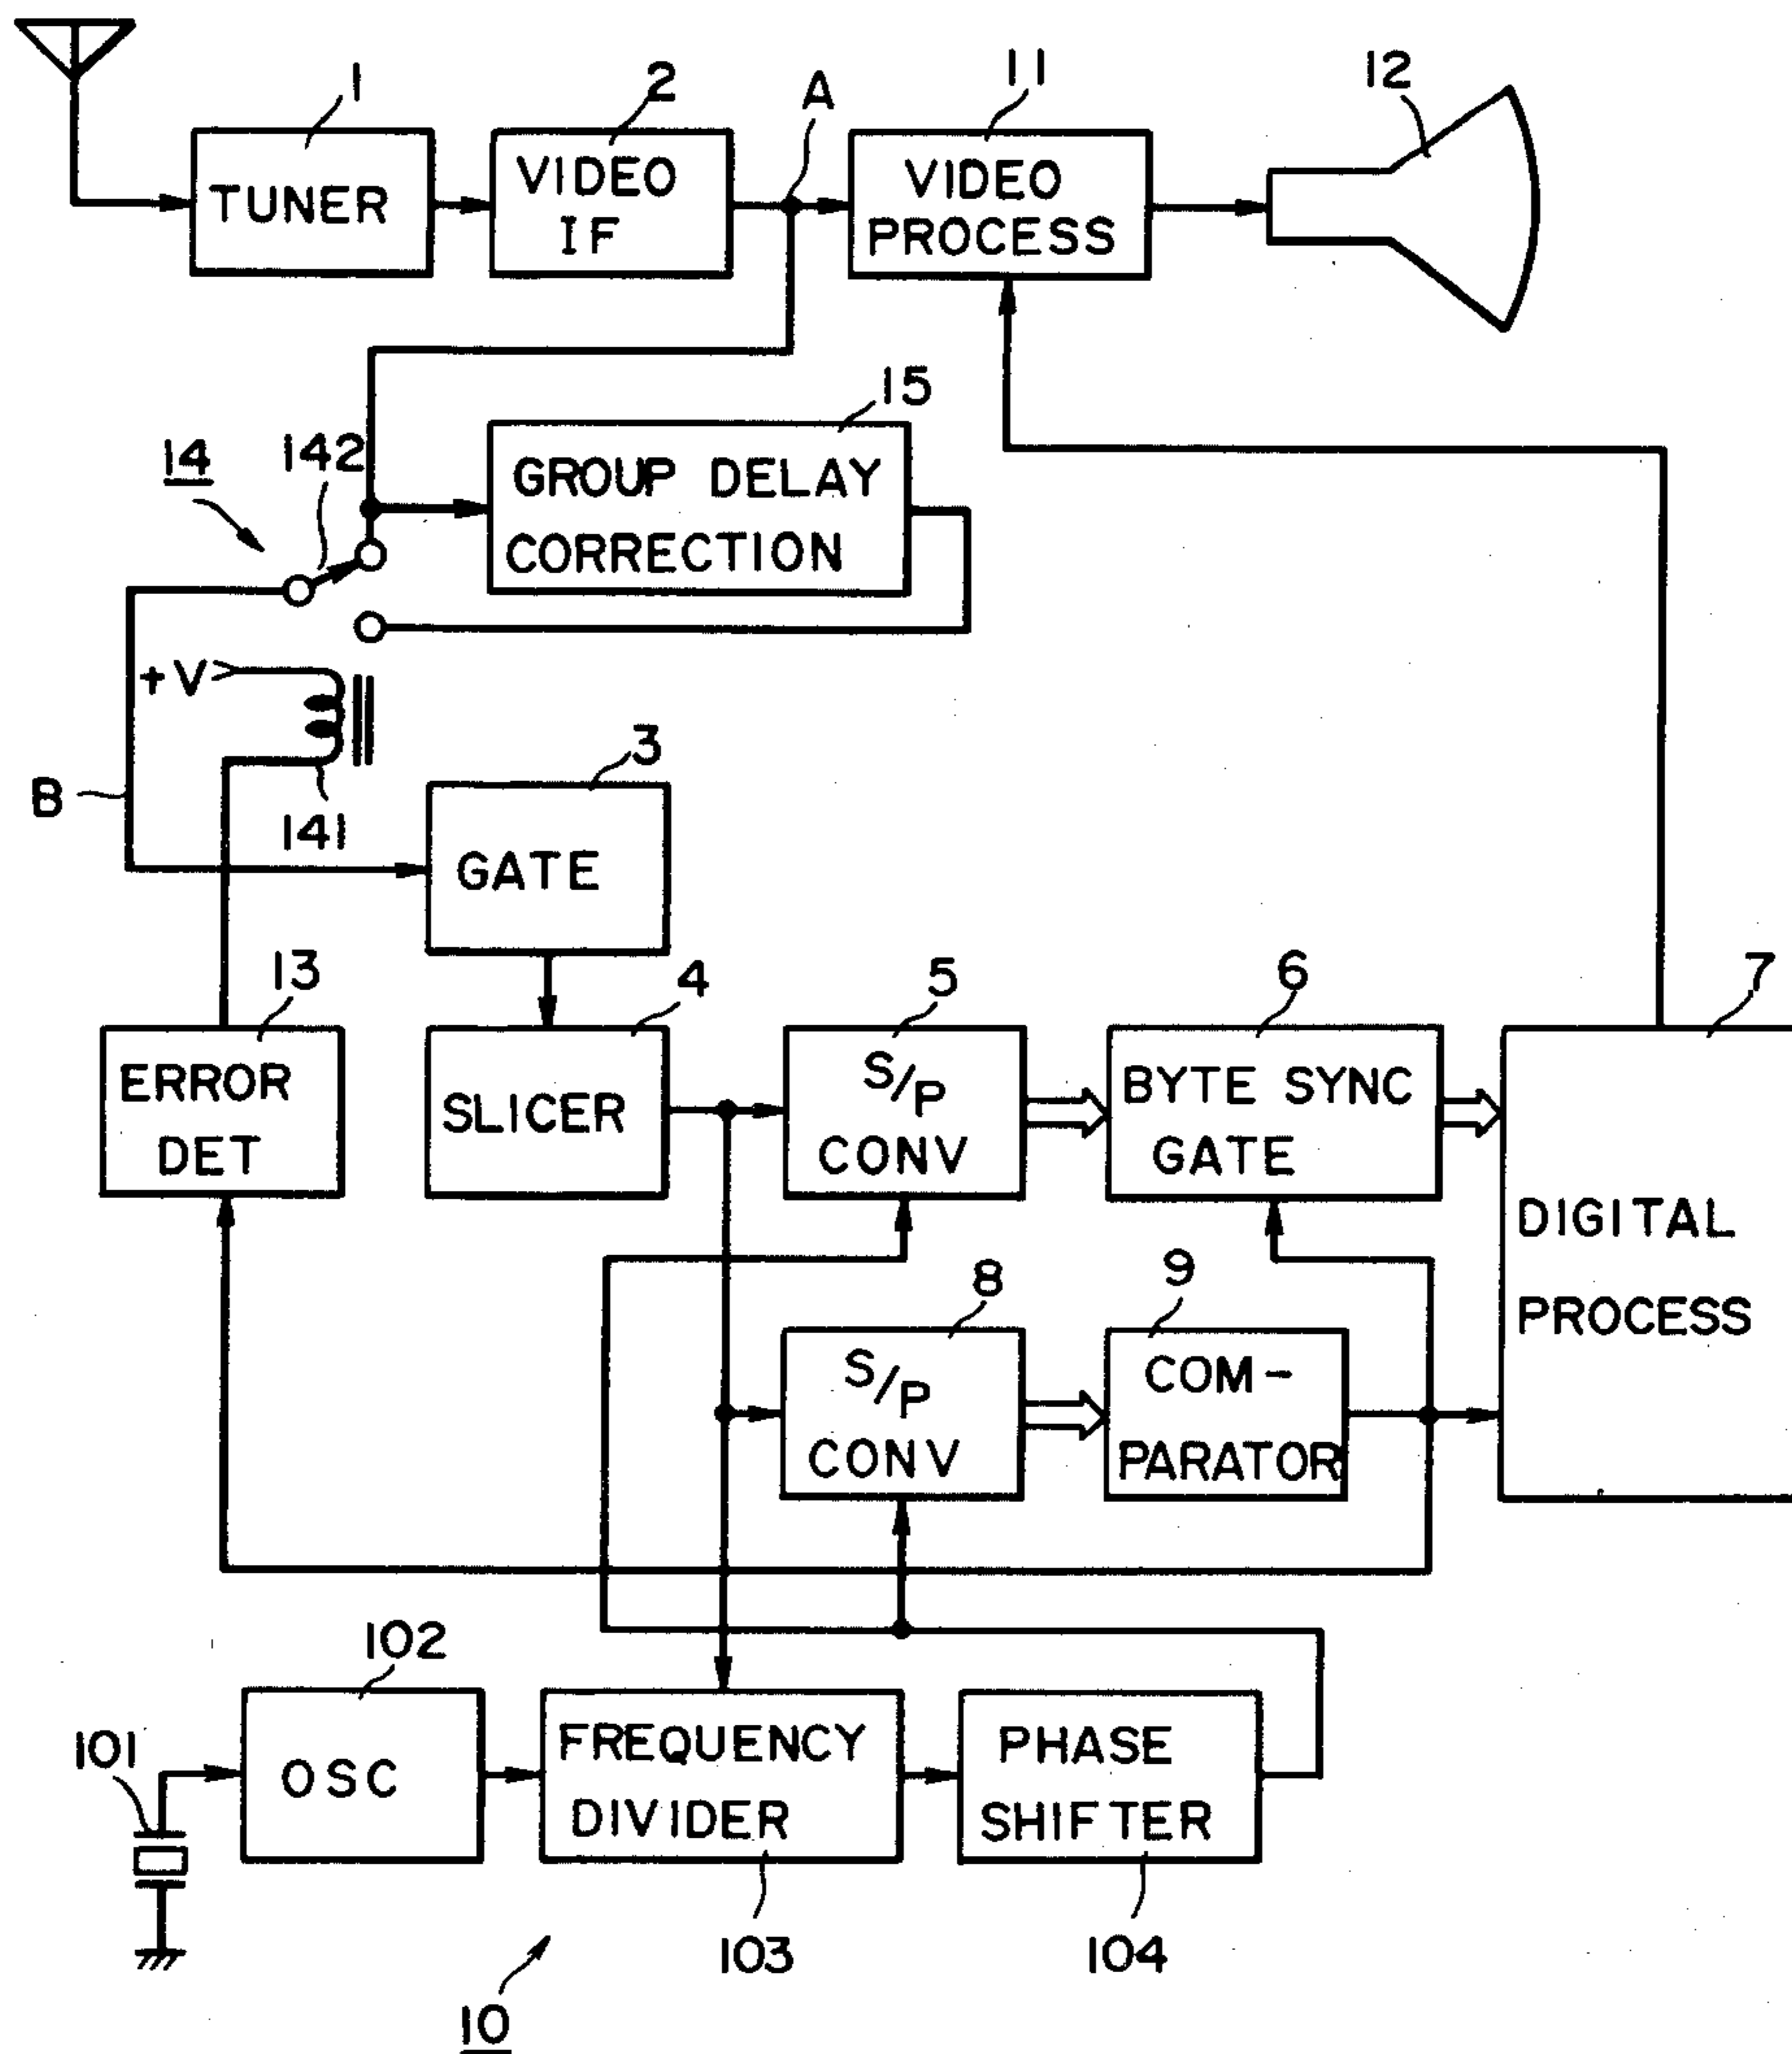 1
2
A
11
12
TUNER
VIDEO
IF
VIDEO
PROCESS
15
14
142
GROUP DELAY
CORRECTION
+V
3
B
141
GATE
13
4
5
6
7
ERROR
DET
SLICER
S/P
CONV
BYTE SYNC
GATE
DIGITAL
PROCESS
8
9
S/P
CONV
COM-
PARATOR
102
101
OSC
FREQUENCY
DIVIDER
PHASE
SHIFTER
103
104
10